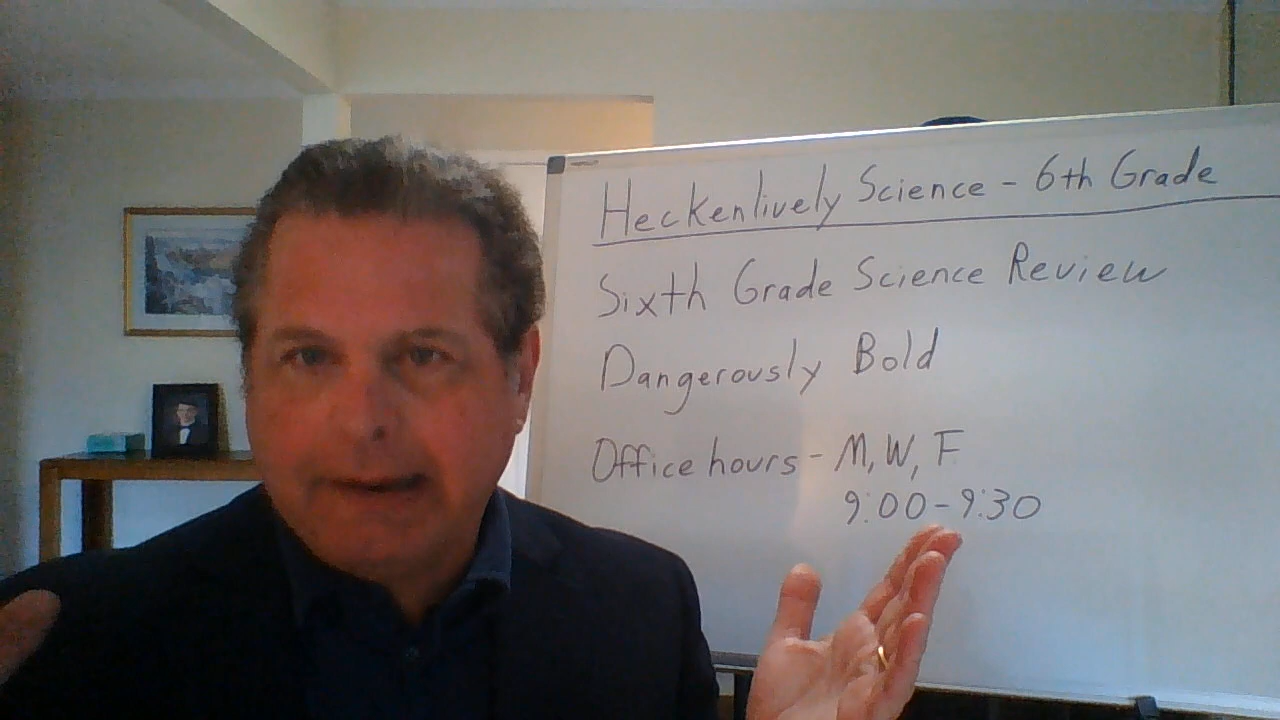 Heckenlively Science - 6th Grade
Sixth Grade Science Review
Dangerously Bold
Office hours - M, W, F
9:00-9:30